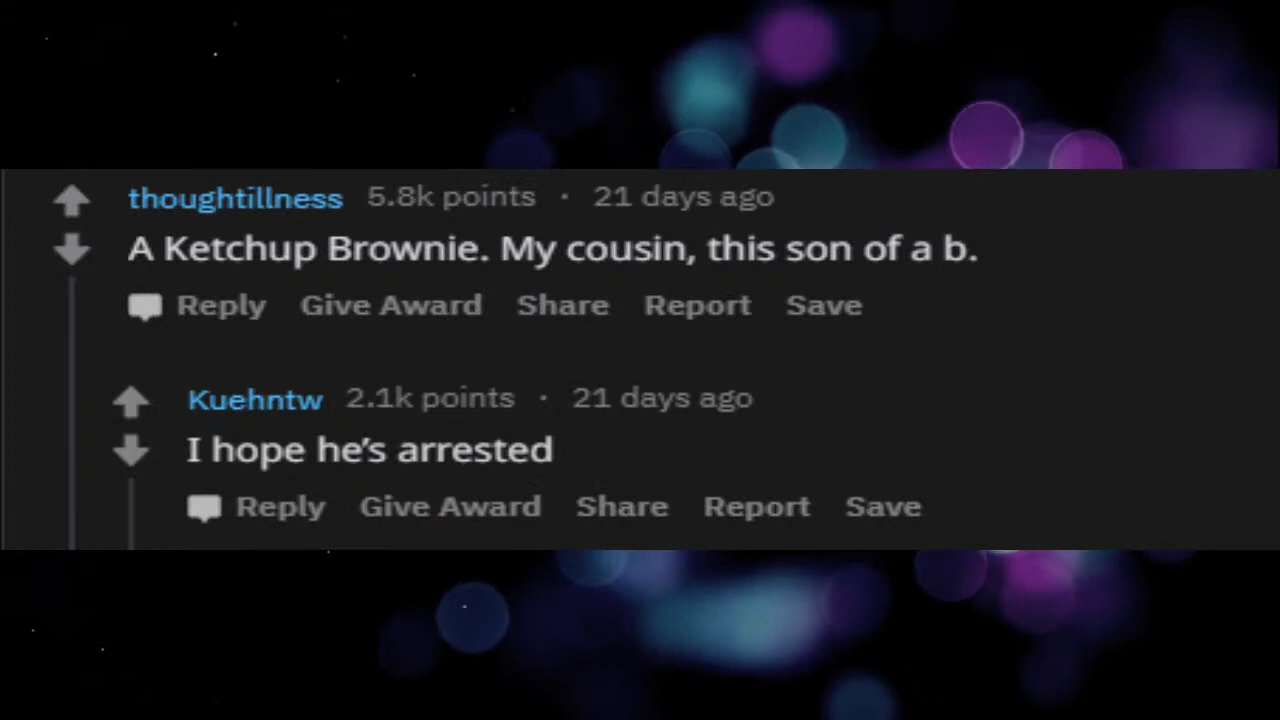 thoughtillness 5.8k points · 21 days ago
A Ketchup Brownie. My cousin, this son of a b.
Reply Give Award Share Report Save
Kuehntw 2.1k points · 21 days ago
I hope he's arrested
Reply Give Award Share Report Save